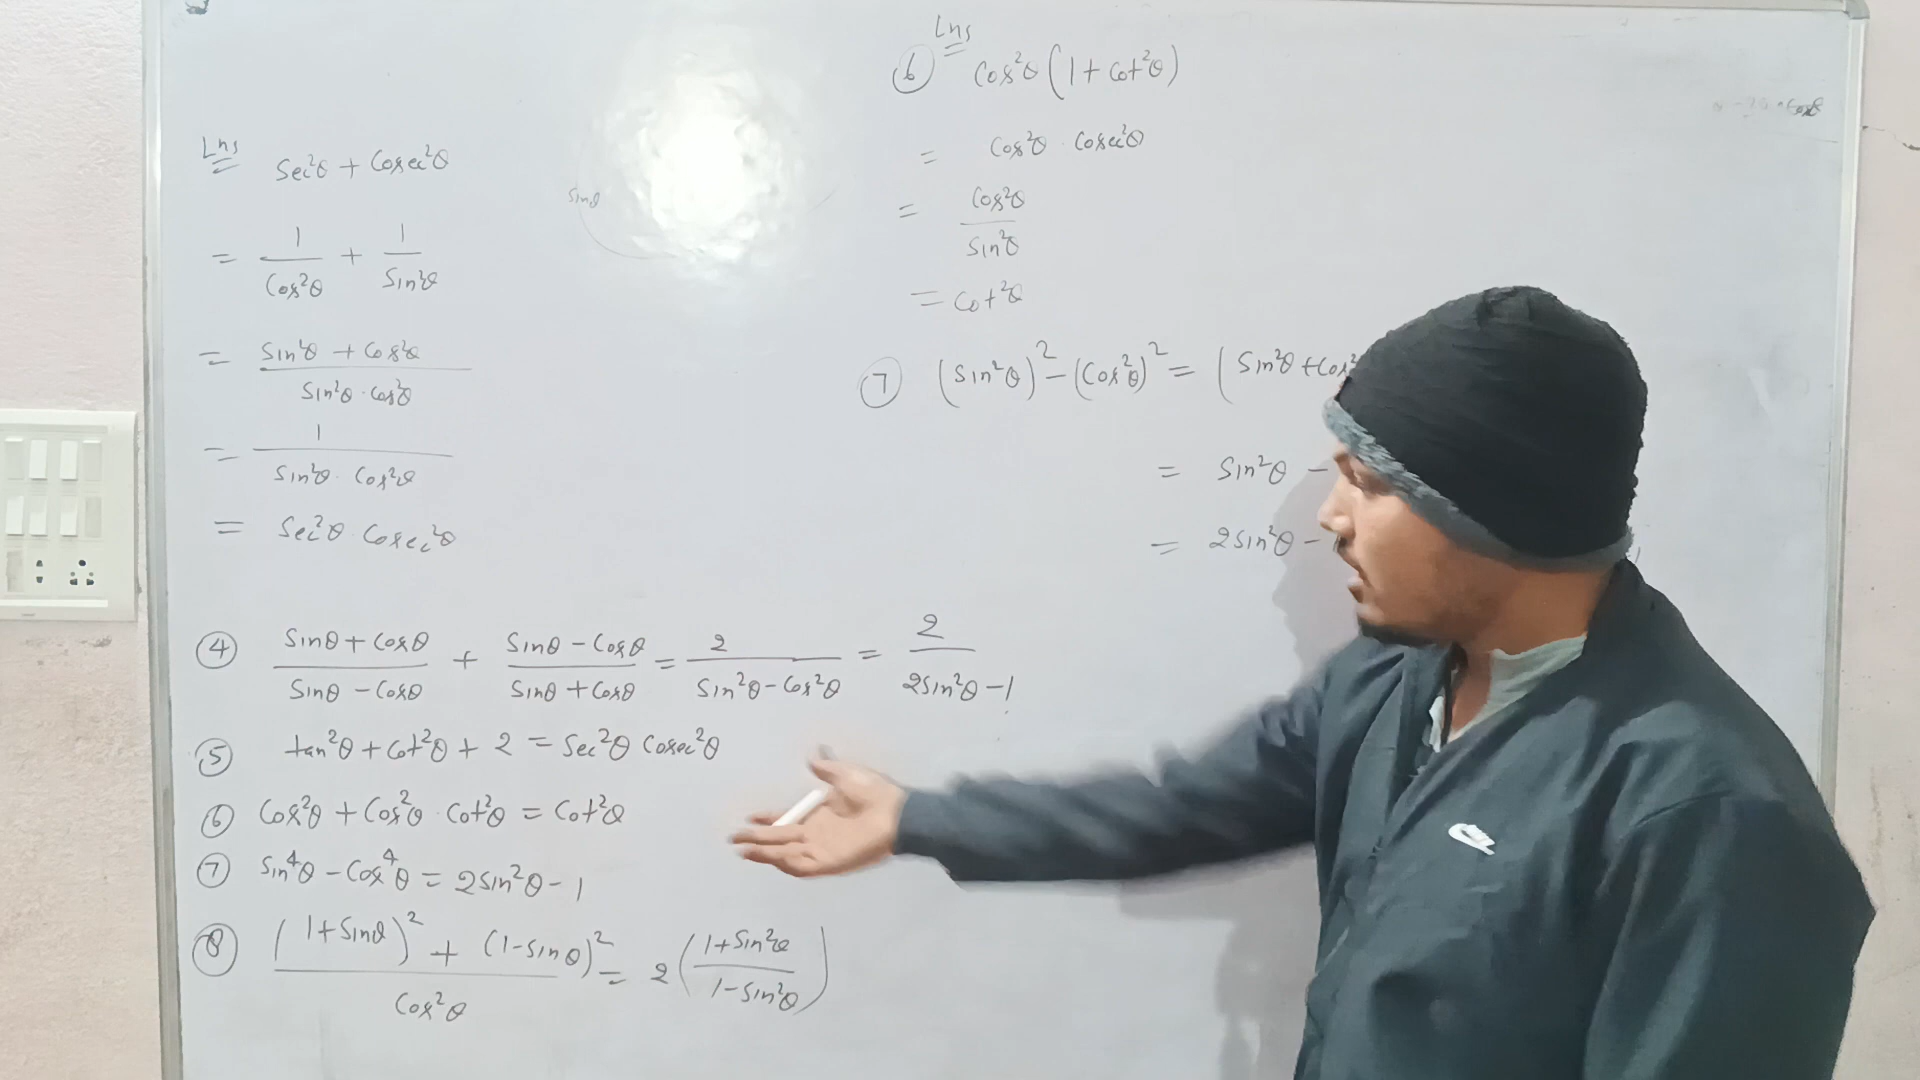 Lns
Sec²θ + Cosec²θ
= 1/Cos²θ + 1/Sin²θ
= (Sin²θ + Cos²θ)/(Sin²θ · Cos²θ)
= 1/(Sin²θ · Cos²θ)
= Sec²θ · Cosec²θ
Sinθ
④ (Sinθ + Cosθ)/(Sinθ - Cosθ) + (Sinθ - Cosθ)/(Sinθ + Cosθ) = 2/(Sin²θ - Cos²θ) = 2/(2Sin²θ - 1)
⑤ tan²θ + Cot²θ + 2 = Sec²θ Cosec²θ
⑥ Cos²θ + Cos²θ · Cot²θ = Cot²θ
⑦ Sin⁴θ - Cos⁴θ = 2Sin²θ - 1
⑧ ((1 + Sinθ)² + (1 - Sinθ)²)/Cos²θ = 2((1 + Sin²θ)/(1 - Sin²θ))
Lns
⑥ Cos²θ (1 + Cot²θ)
= Cos²θ · Cosec²θ
= Cos²θ/Sin²θ
= Cot²θ
⑦ (Sin²θ)² - (Cos²θ)² = (Sin²θ + Cos²
= Sin²θ -
= 2Sin²θ -